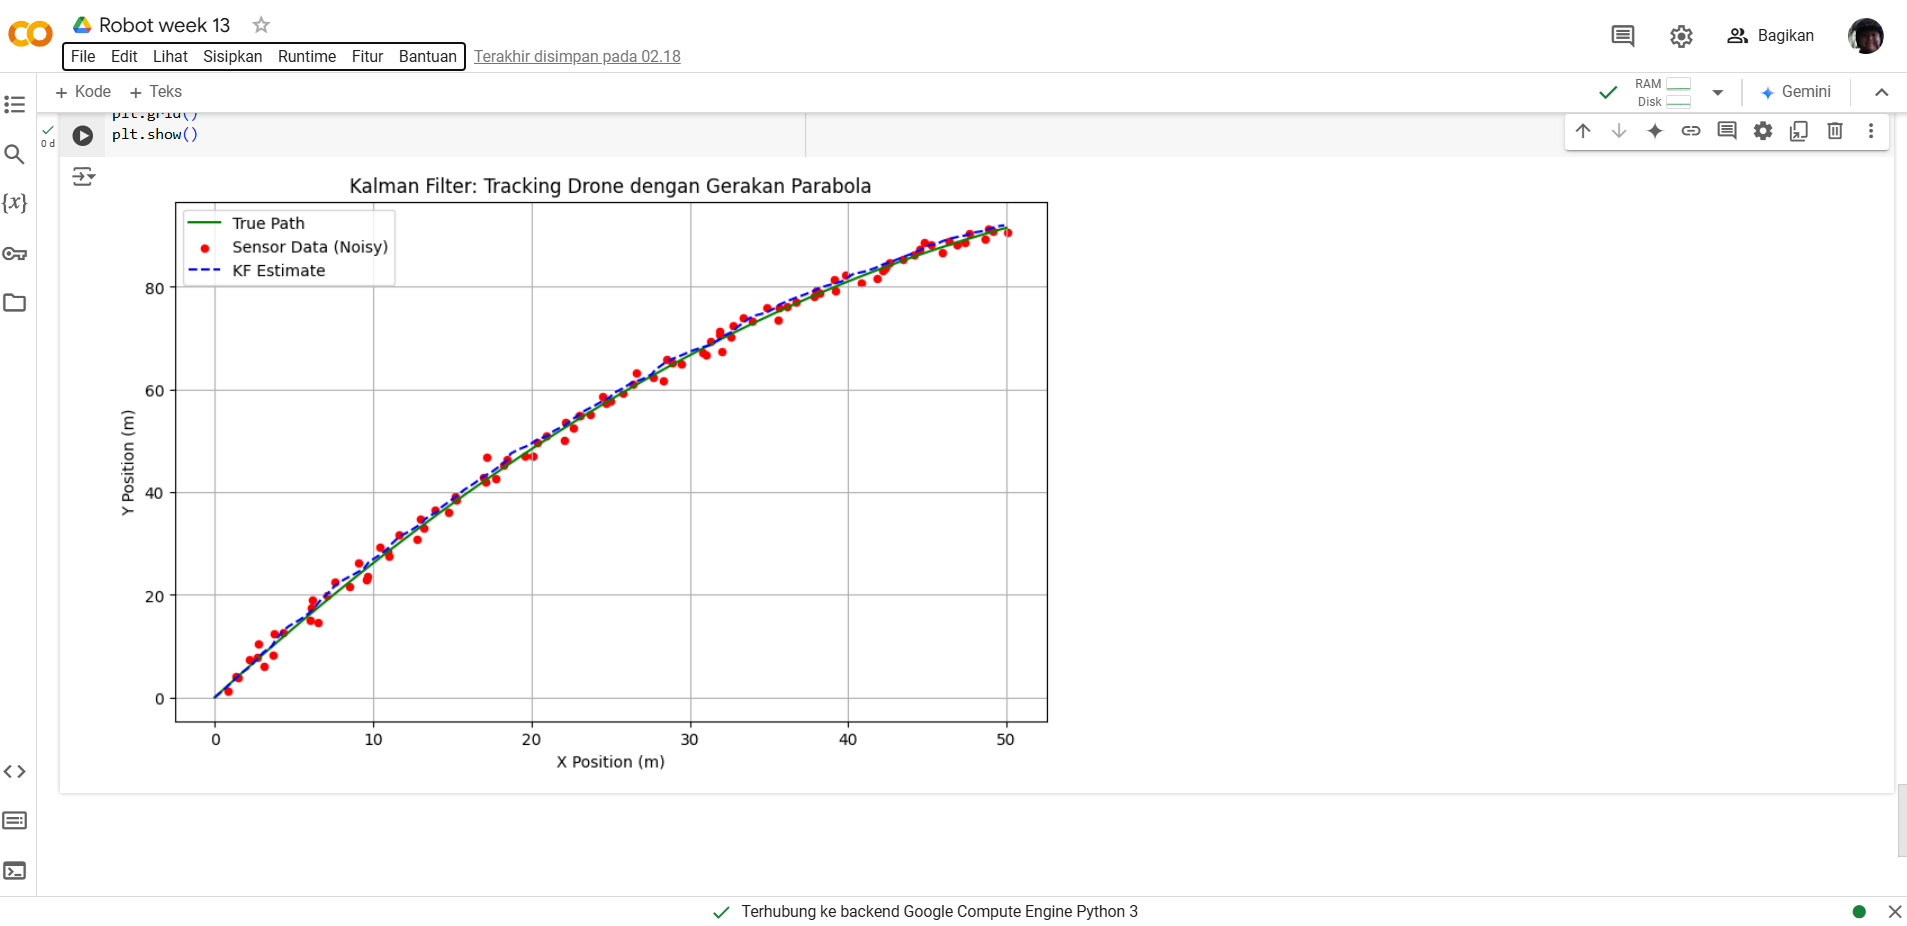 Robot week 13
File Edit Lihat Sisipkan Runtime Fitur Bantuan Terakhir disimpan pada 02.18
Bagikan
+ Kode + Teks
RAM
Disk
Gemini
plt.grid()
plt.show()
0 d
{x}
Kalman Filter: Tracking Drone dengan Gerakan Parabola
True Path
Sensor Data (Noisy)
KF Estimate
80
60
40
20
0
Y Position (m)
0 10 20 30 40 50
X Position (m)
Terhubung ke backend Google Compute Engine Python 3